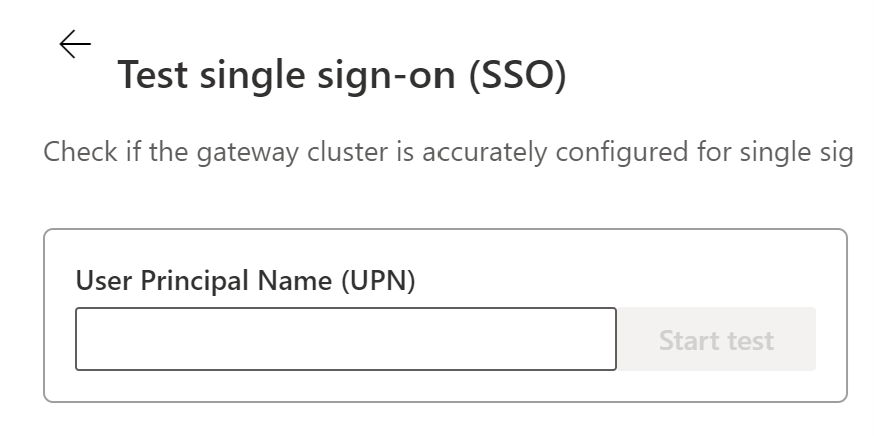 Test single sign-on (SSO)
Check if the gateway cluster is accurately configured for single sig
User Principal Name (UPN)
Start test